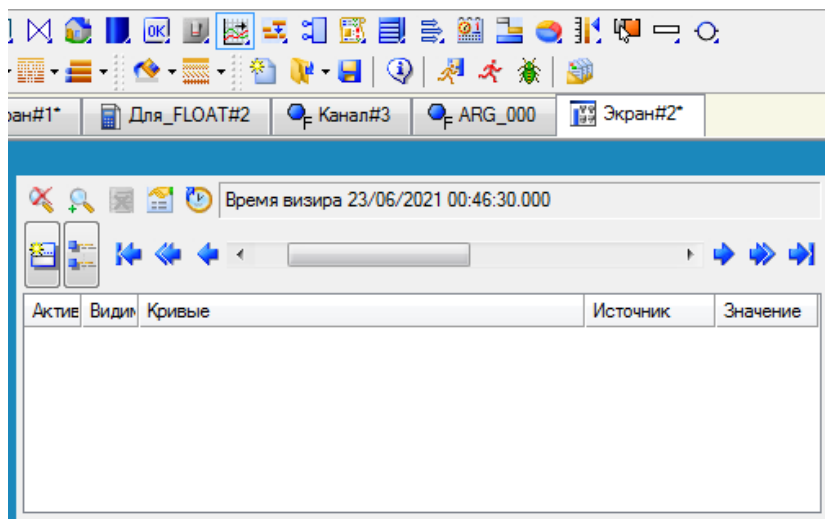 OK
ран#1* Для_FLOAT#2 F Канал#3 F ARG_000 Экран#2*
Время визира 23/06/2021 00:46:30.000
Актив Видим Кривые Источник Значение